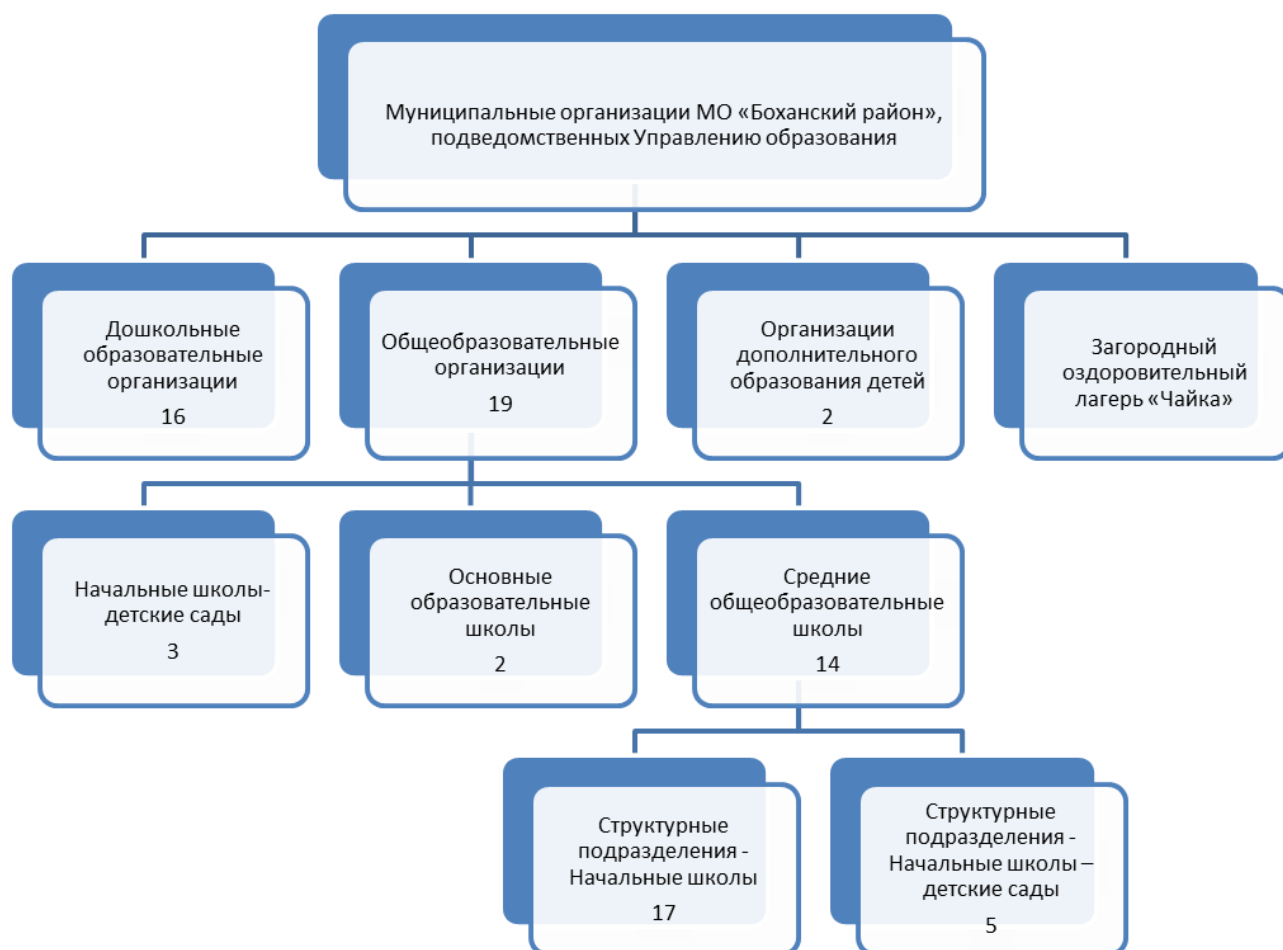 Муниципальные организации МО «Боханский район»,
подведомственных Управлению образования
Дошкольные
образовательные
организации
16
Общеобразовательные
организации
19
Организации
дополнительного
образования детей
2
Загородный
оздоровительный
лагерь «Чайка»
Начальные школы-
детские сады
3
Основные
образовательные
школы
2
Средние
общеобразовательные
школы
14
Структурные
подразделения -
Начальные школы
17
Структурные
подразделения -
Начальные школы –
детские сады
5